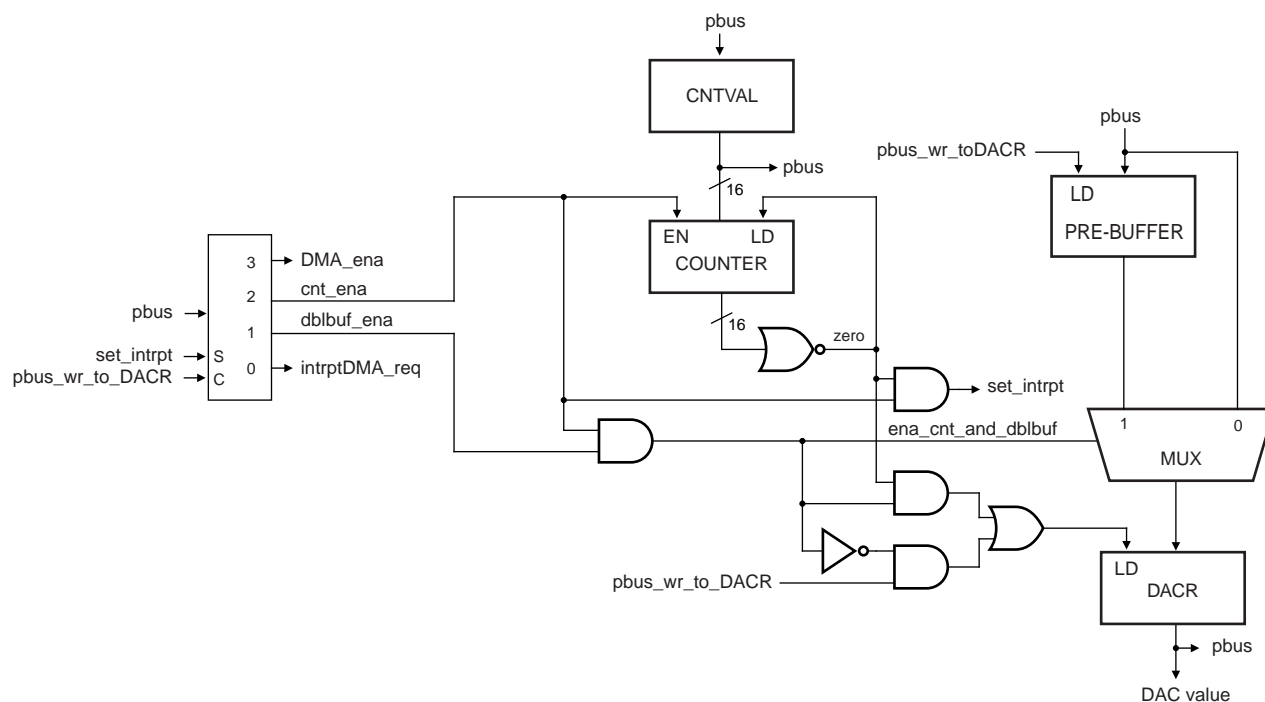 pbus
CNTVAL
pbus
16
pbus
pbus_wr_toDACR
LD
PRE-BUFFER
EN LD
COUNTER
16
zero
3 DMA_ena
2 cnt_ena
1 dblbuf_ena
0 intrptDMA_req
pbus
set_intrpt S
pbus_wr_to_DACR C
set_intrpt
ena_cnt_and_dblbuf
1 0
MUX
pbus_wr_to_DACR
LD
DACR
pbus
DAC value